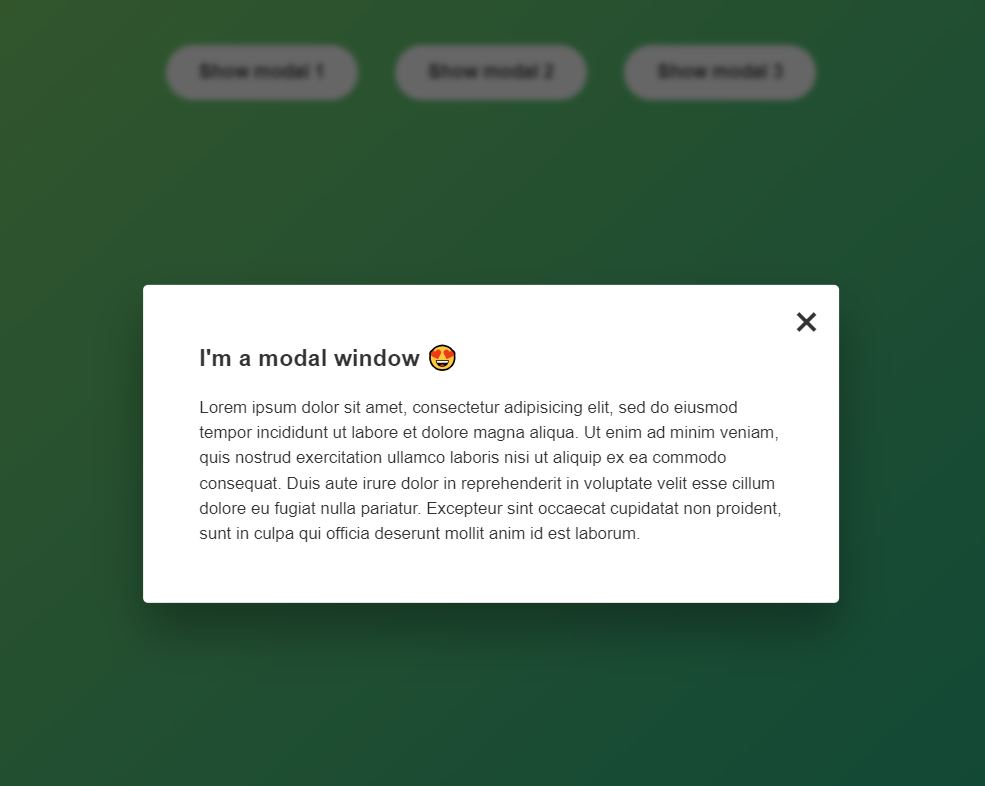 Show modal 1 Show modal 2 Show modal 3
×
I'm a modal window 😍
Lorem ipsum dolor sit amet, consectetur adipisicing elit, sed do eiusmod
tempor incididunt ut labore et dolore magna aliqua. Ut enim ad minim veniam,
quis nostrud exercitation ullamco laboris nisi ut aliquip ex ea commodo
consequat. Duis aute irure dolor in reprehenderit in voluptate velit esse cillum
dolore eu fugiat nulla pariatur. Excepteur sint occaecat cupidatat non proident,
sunt in culpa qui officia deserunt mollit anim id est laborum.